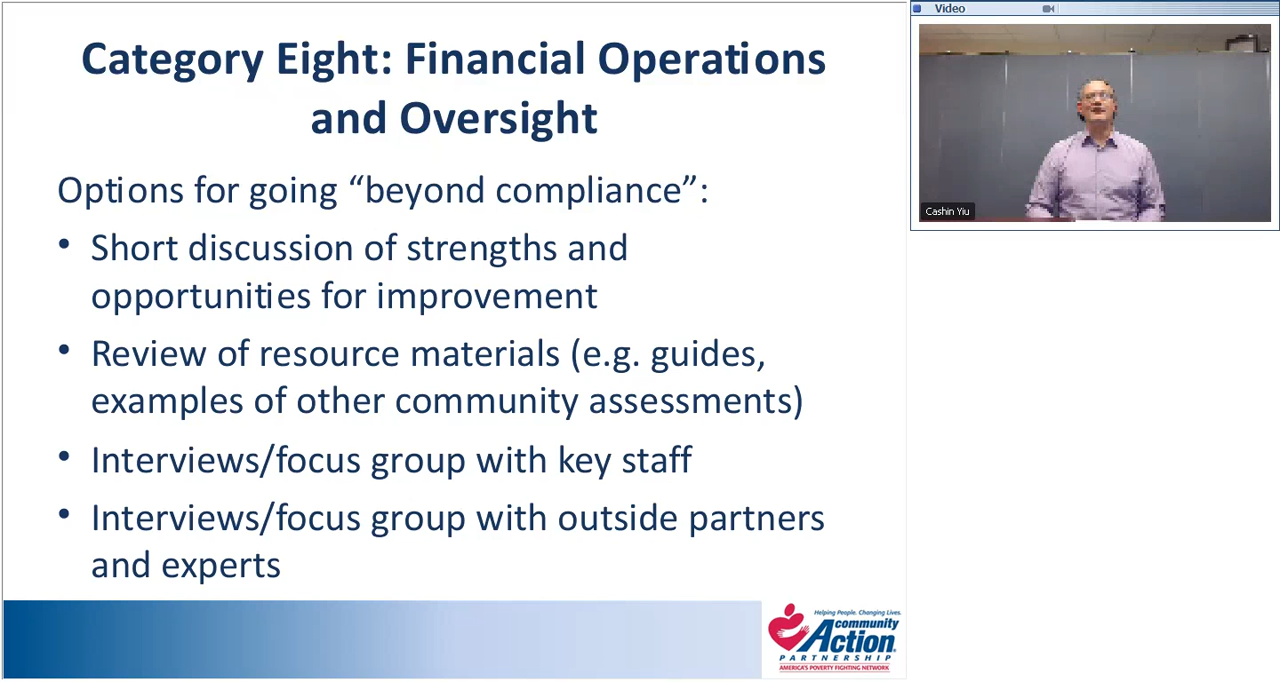 Category Eight: Financial Operations
and Oversight
Options for going “beyond compliance”:
• Short discussion of strengths and
opportunities for improvement
• Review of resource materials (e.g. guides,
examples of other community assessments)
• Interviews/focus group with key staff
• Interviews/focus group with outside partners
and experts
Helping People. Changing Lives.
community
Action
PARTNERSHIP
AMERICA'S POVERTY FIGHTING NETWORK
Video
Cashin Yiu